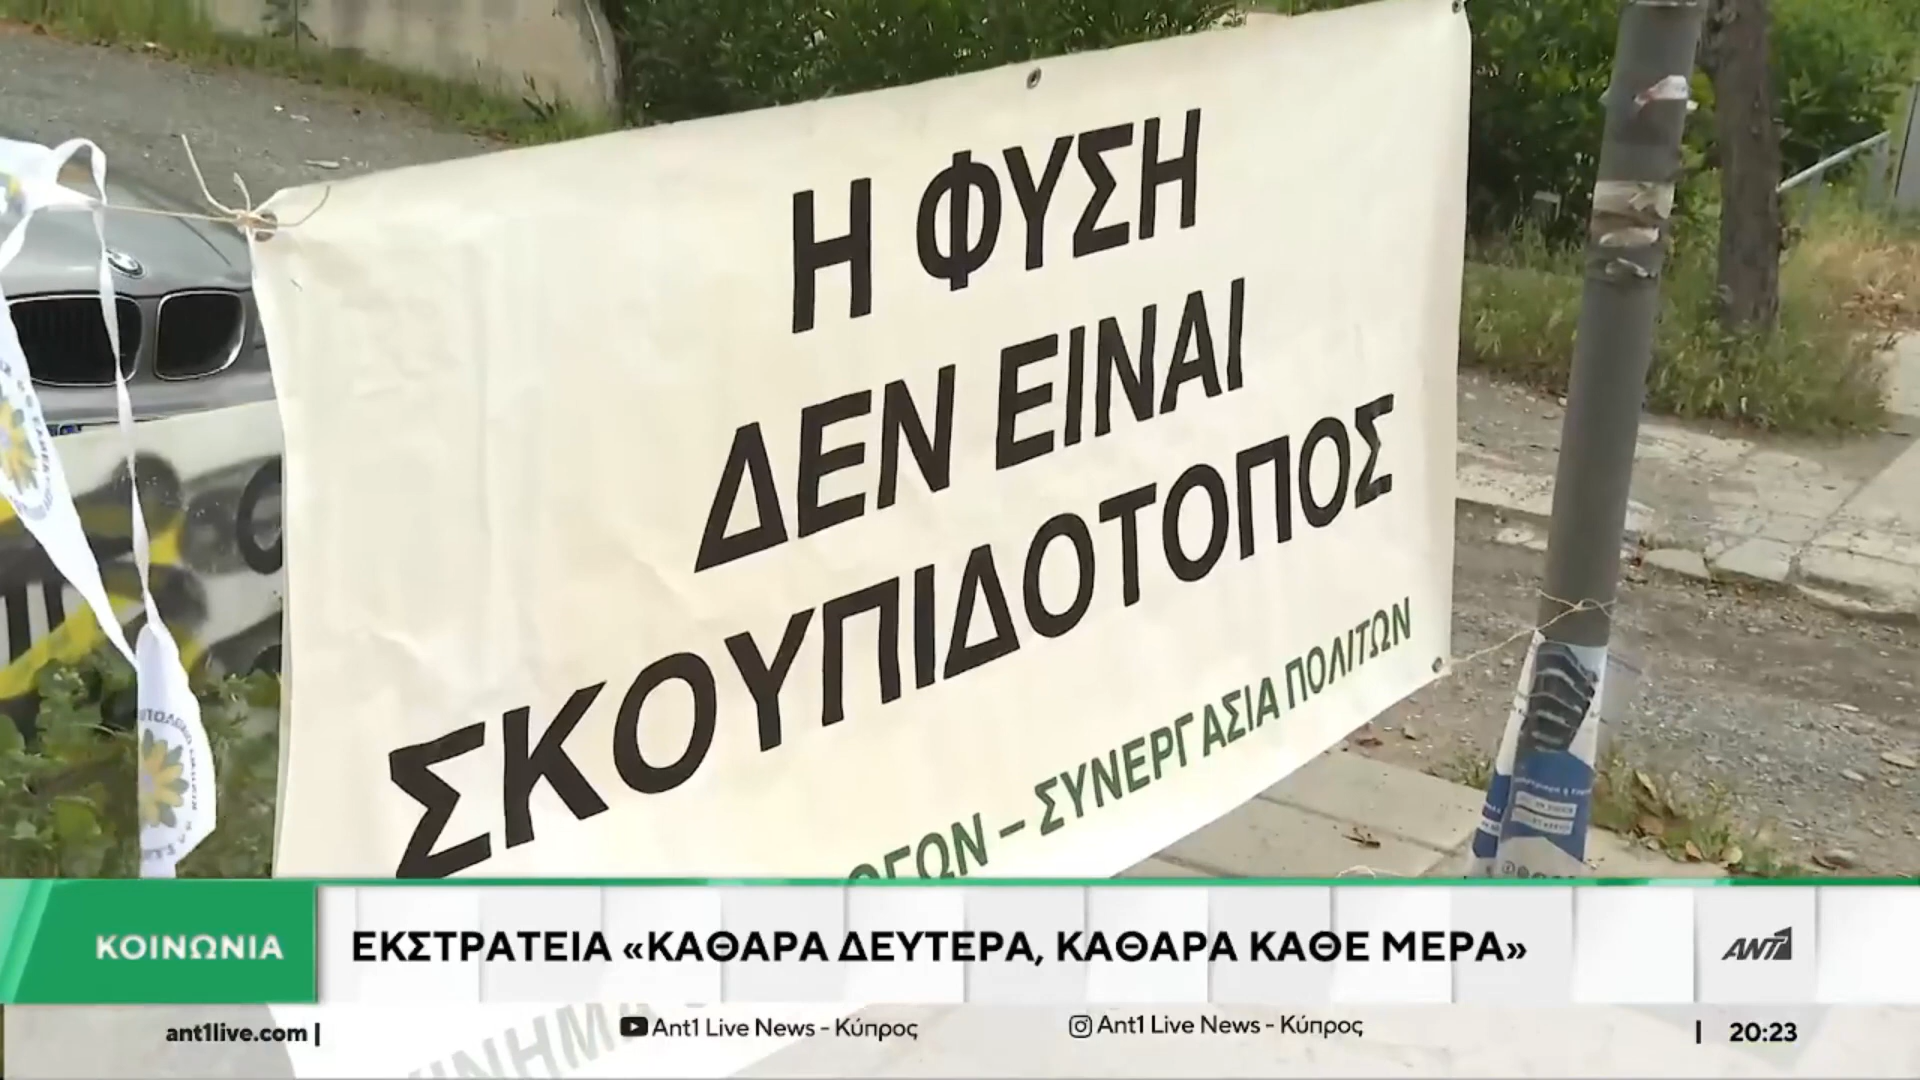 Η ΦΥΣΗ
ΔΕΝ ΕΙΝΑΙ
ΣΚΟΥΠΙΔΟΤΟΠΟΣ
– ΣΥΝΕΡΓΑΣΙΑ ΠΟΛΙΤΩΝ
ΚΟΙΝΩΝΙΑ
ΕΚΣΤΡΑΤΕΙΑ «ΚΑΘΑΡΑ ΔΕΥΤΕΡΑ, ΚΑΘΑΡΑ ΚΑΘΕ ΜΕΡΑ»
ANT1
ant1live.com |
Ant1 Live News - Κύπρος
Ant1 Live News - Κύπρος
| 20:23